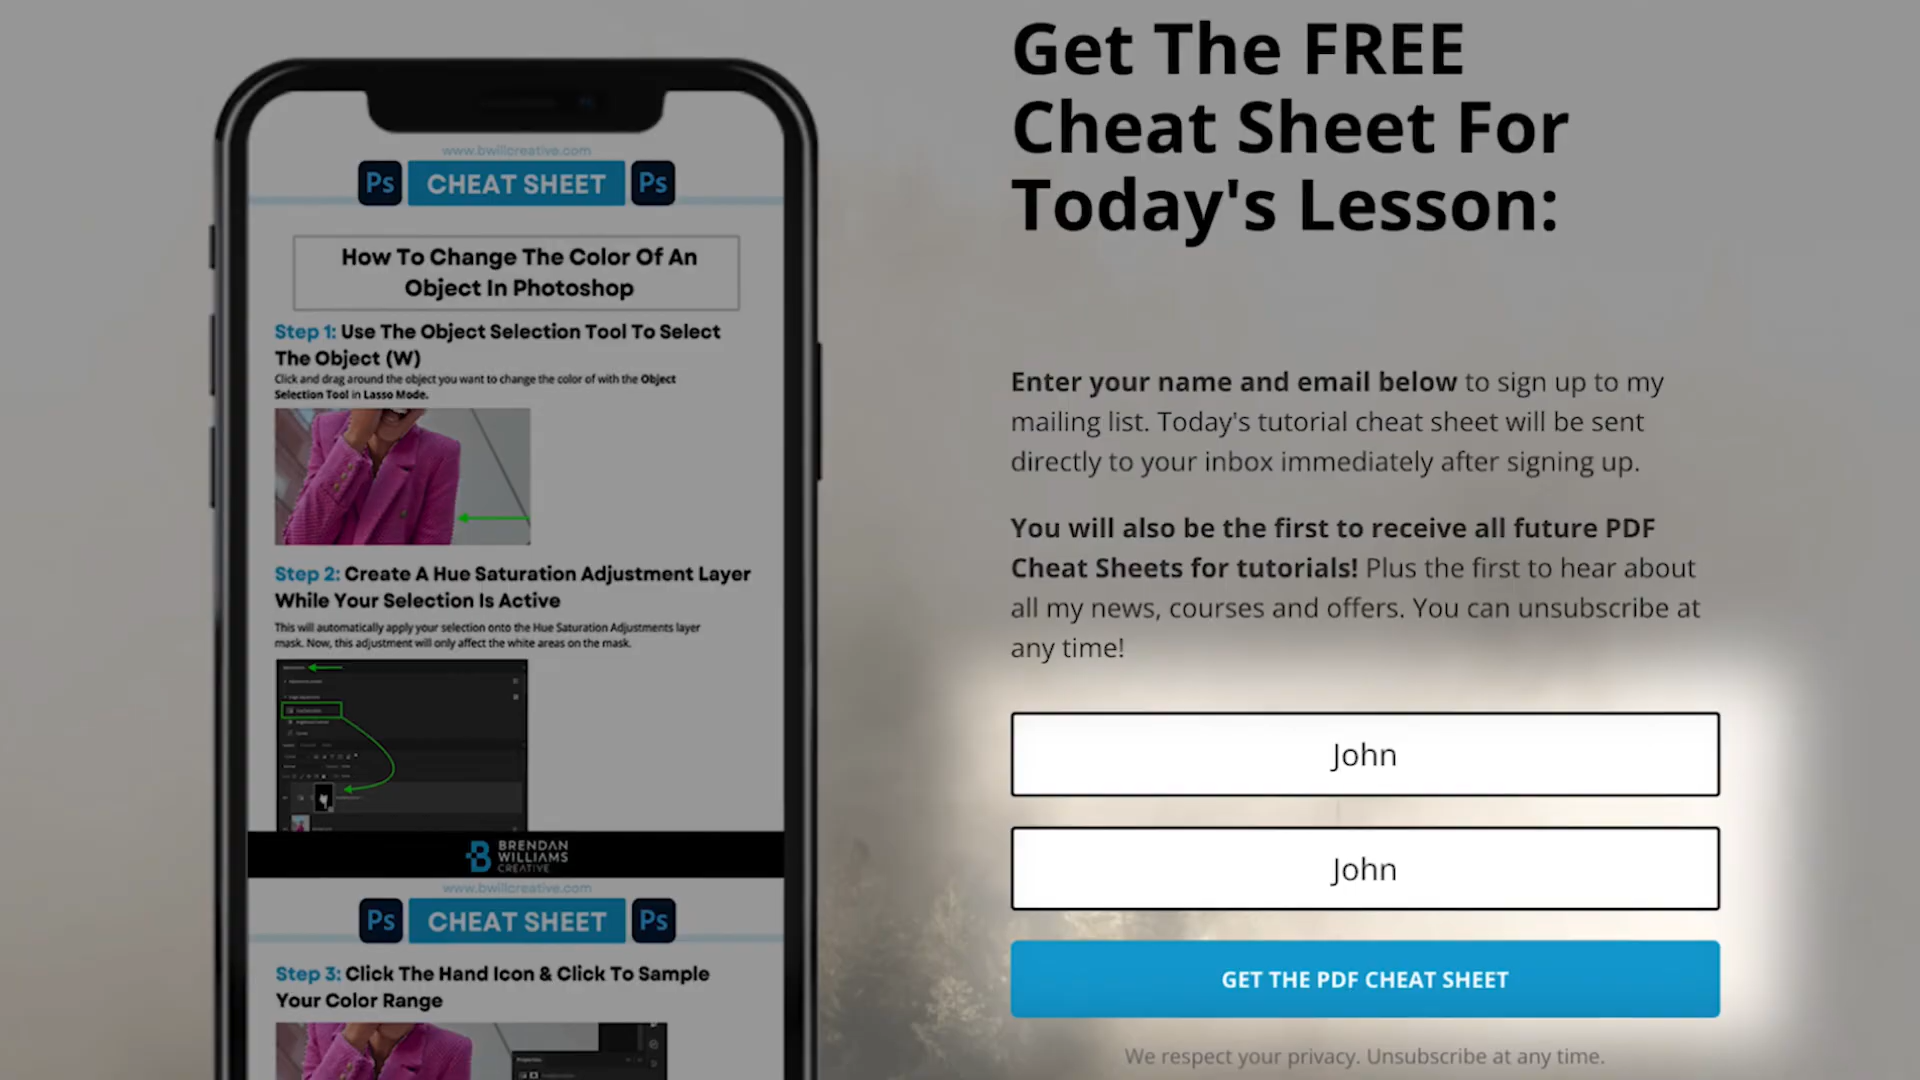 www.bwillcreative.com
Ps CHEAT SHEET Ps
How To Change The Color Of An
Object In Photoshop
Step 1: Use The Object Selection Tool To Select
The Object (W)
Click and drag around the object you want to change the color of with the Object
Selection Tool in Lasso Mode.
Step 2: Create A Hue Saturation Adjustment Layer
While Your Selection Is Active
This will automatically apply your selection onto the Hue Saturation Adjustments layer
mask. Now, this adjustment will only affect the white areas on the mask.
BRENDAN
WILLIAMS
CREATIVE
www.bwillcreative.com
Ps CHEAT SHEET Ps
Step 3: Click The Hand Icon & Click To Sample
Your Color Range
Properties
Get The FREE
Cheat Sheet For
Today's Lesson:
Enter your name and email below to sign up to my
mailing list. Today's tutorial cheat sheet will be sent
directly to your inbox immediately after signing up.
You will also be the first to receive all future PDF
Cheat Sheets for tutorials! Plus the first to hear about
all my news, courses and offers. You can unsubscribe at
any time!
John
John
GET THE PDF CHEAT SHEET
We respect your privacy. Unsubscribe at any time.